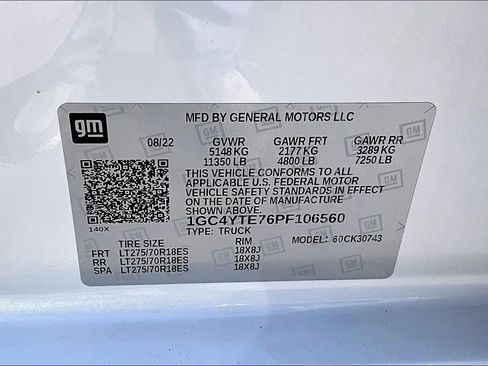 gm
MFD BY GENERAL MOTORS LLC
08/22 GVWR GAWR FRT GAWR RR
5148 KG 2177 KG 3289 KG
11350 LB 4800 LB 7250 LB
THIS VEHICLE CONFORMS TO ALL
APPLICABLE U.S. FEDERAL MOTOR
VEHICLE SAFETY STANDARDS IN EFFECT
ON THE DATE OF MANUFACTURE
SHOWN ABOVE
140X 1GC4YTE76PF106560
TYPE: TRUCK
TIRE SIZE RIM MODEL: 60CK30743
FRT LT275/70R18ES 18X8J
RR LT275/70R18ES 18X8J
SPA LT275/70R18ES 18X8J